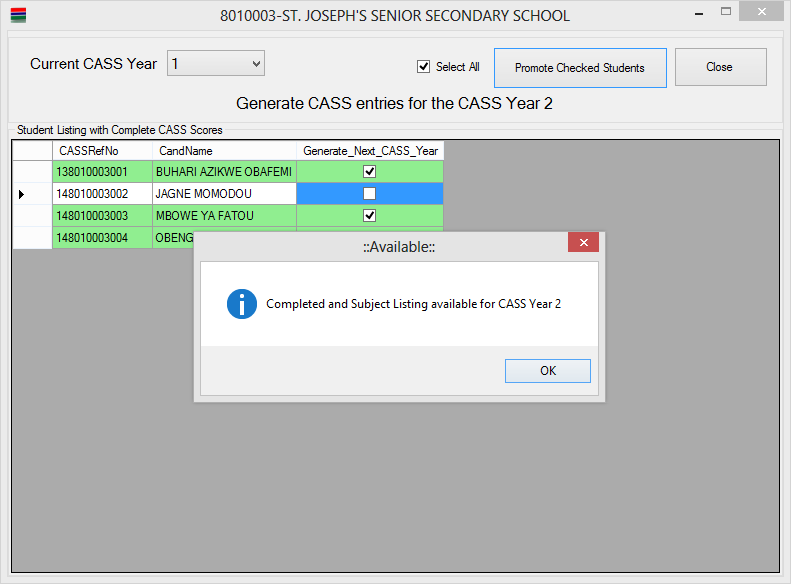 8010003-ST. JOSEPH'S SENIOR SECONDARY SCHOOL
Current CASS Year 1 Select All Promote Checked Students Close
Generate CASS entries for the CASS Year 2
Student Listing with Complete CASS Scores
CASSRefNo CandName Generate_Next_CASS_Year
138010003001 BUHARI AZIKWE OBAFEMI
148010003002 JAGNE MOMODOU
148010003003 MBOWE YA FATOU
148010003004 OBENG
::Available::
Completed and Subject Listing available for CASS Year 2
OK